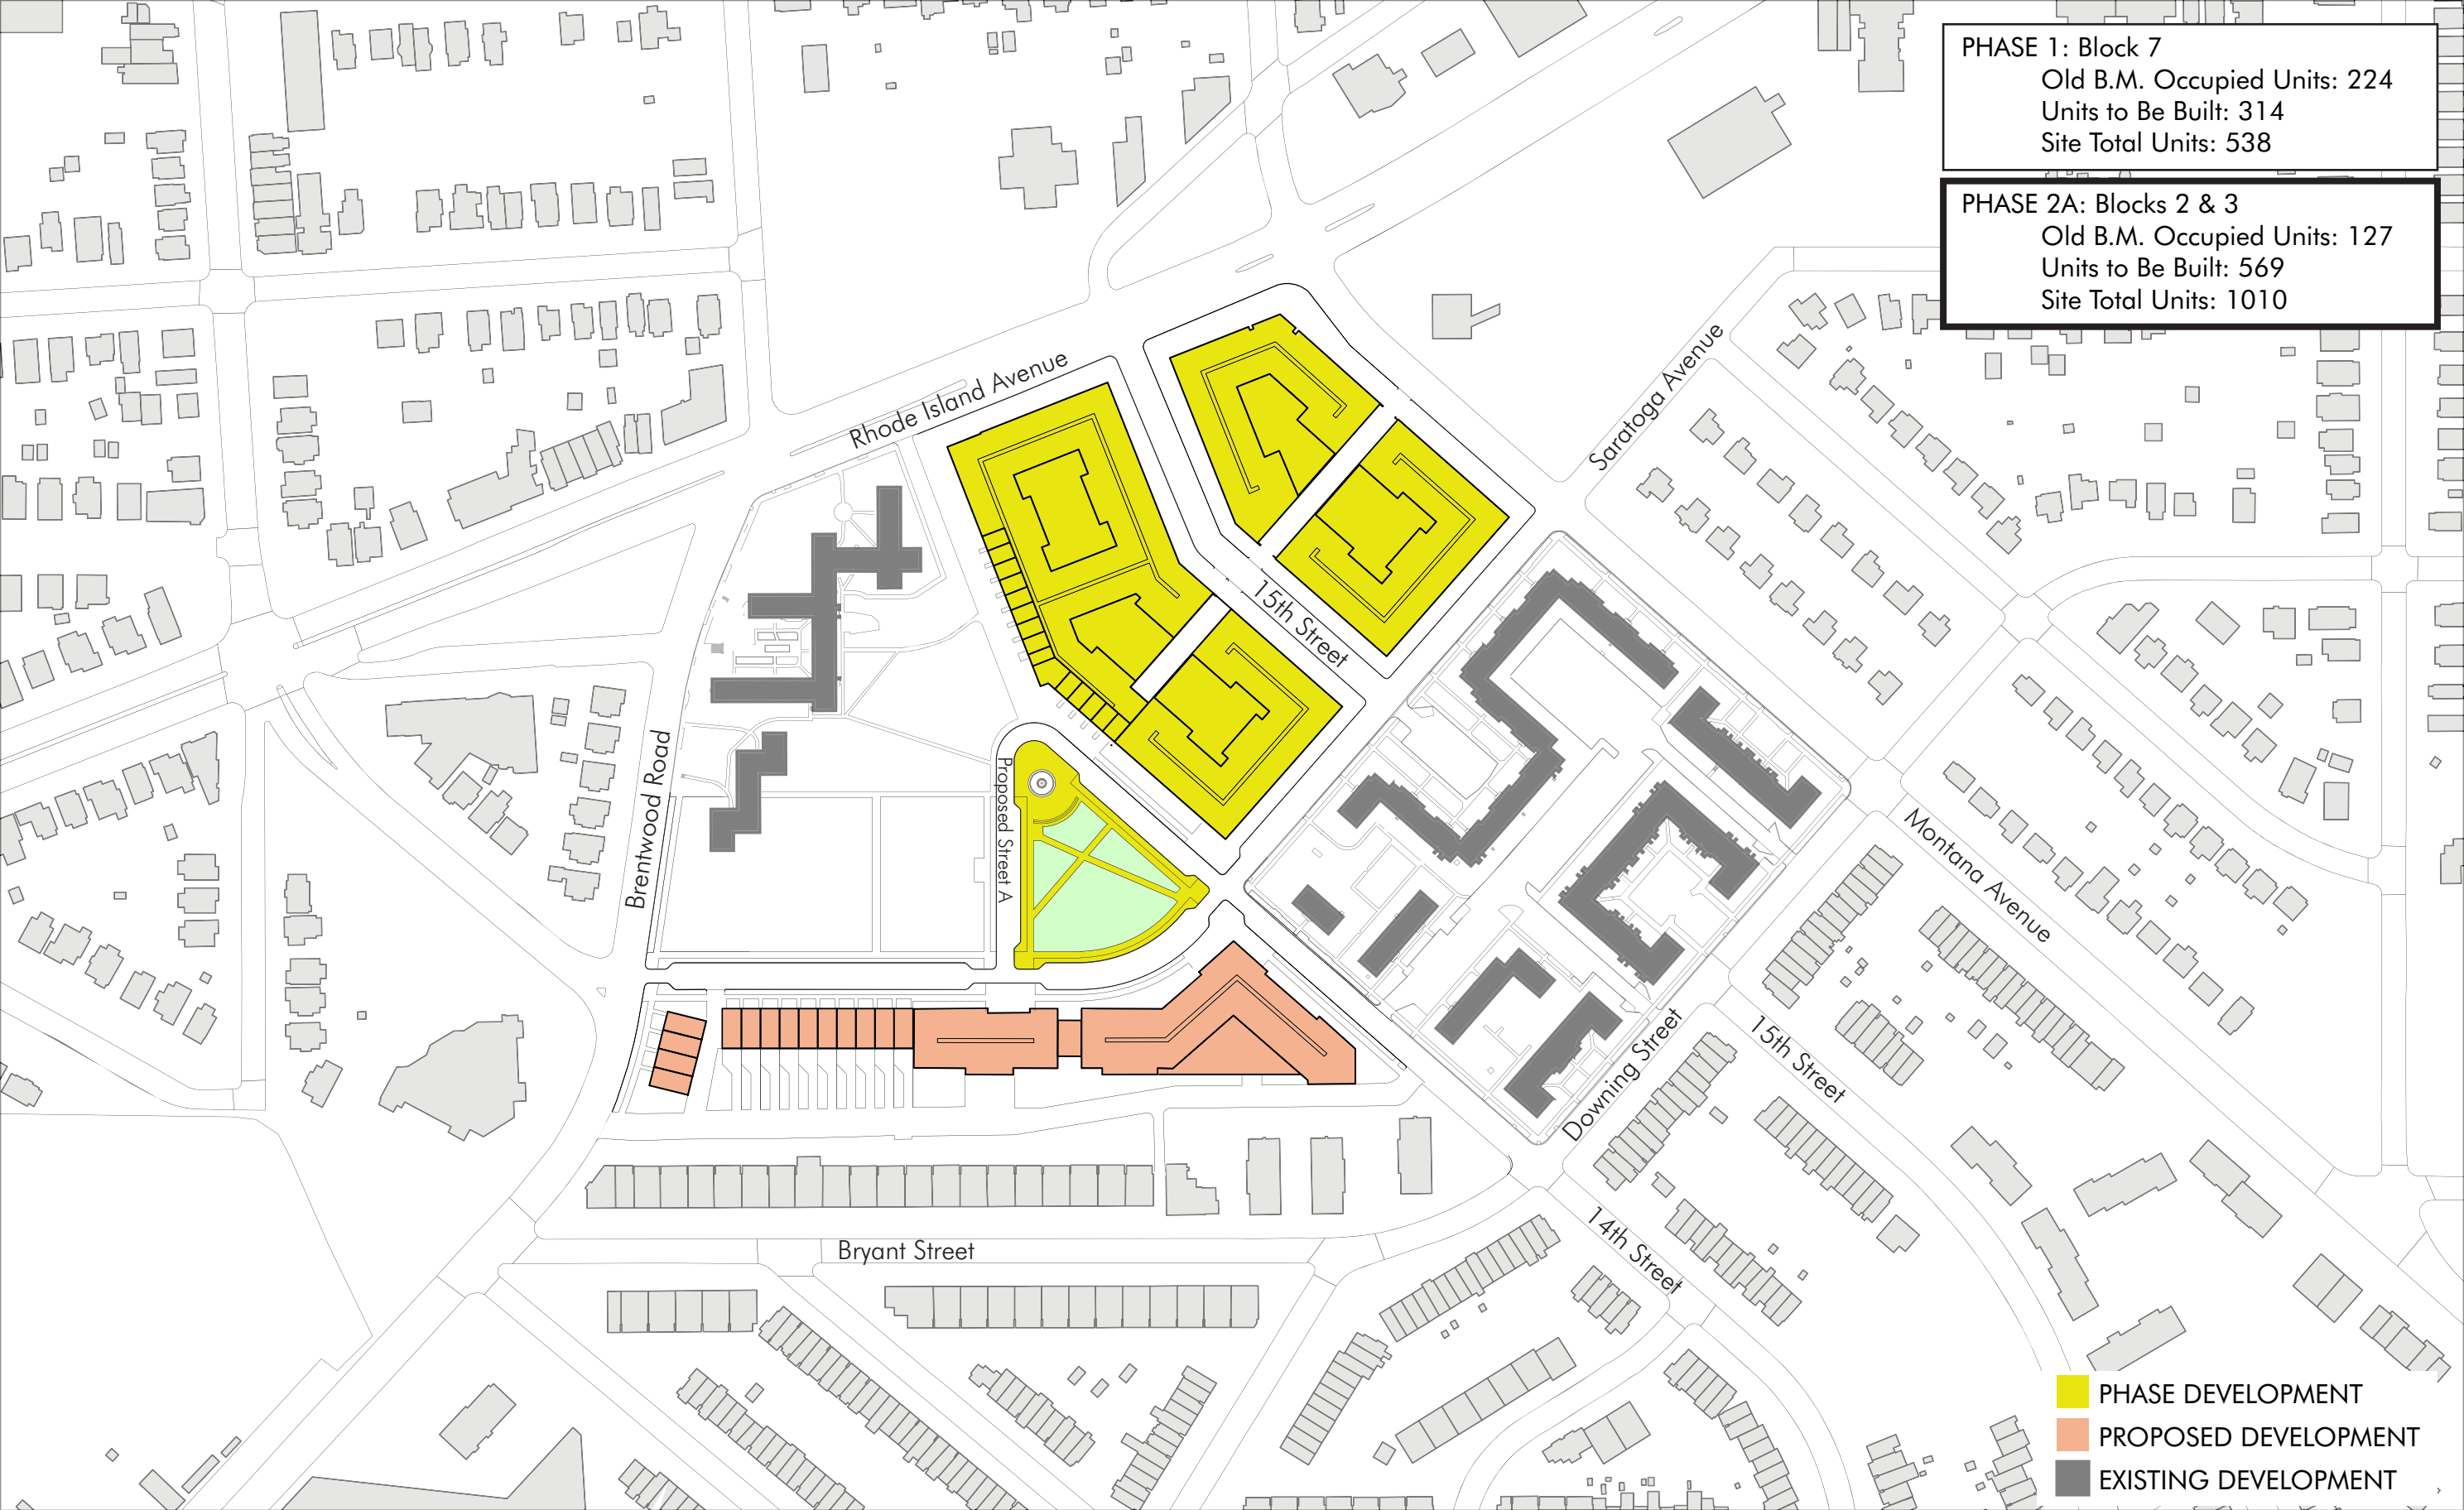 PHASE 1: Block 7
Old B.M. Occupied Units: 224
Units to Be Built: 314
Site Total Units: 538
PHASE 2A: Blocks 2 & 3
Old B.M. Occupied Units: 127
Units to Be Built: 569
Site Total Units: 1010
Rhode Island Avenue
Saratoga Avenue
15th Street
Brentwood Road
Proposed Street A
Montana Avenue
15th Street
Downing Street
14th Street
Bryant Street
PHASE DEVELOPMENT
PROPOSED DEVELOPMENT
EXISTING DEVELOPMENT